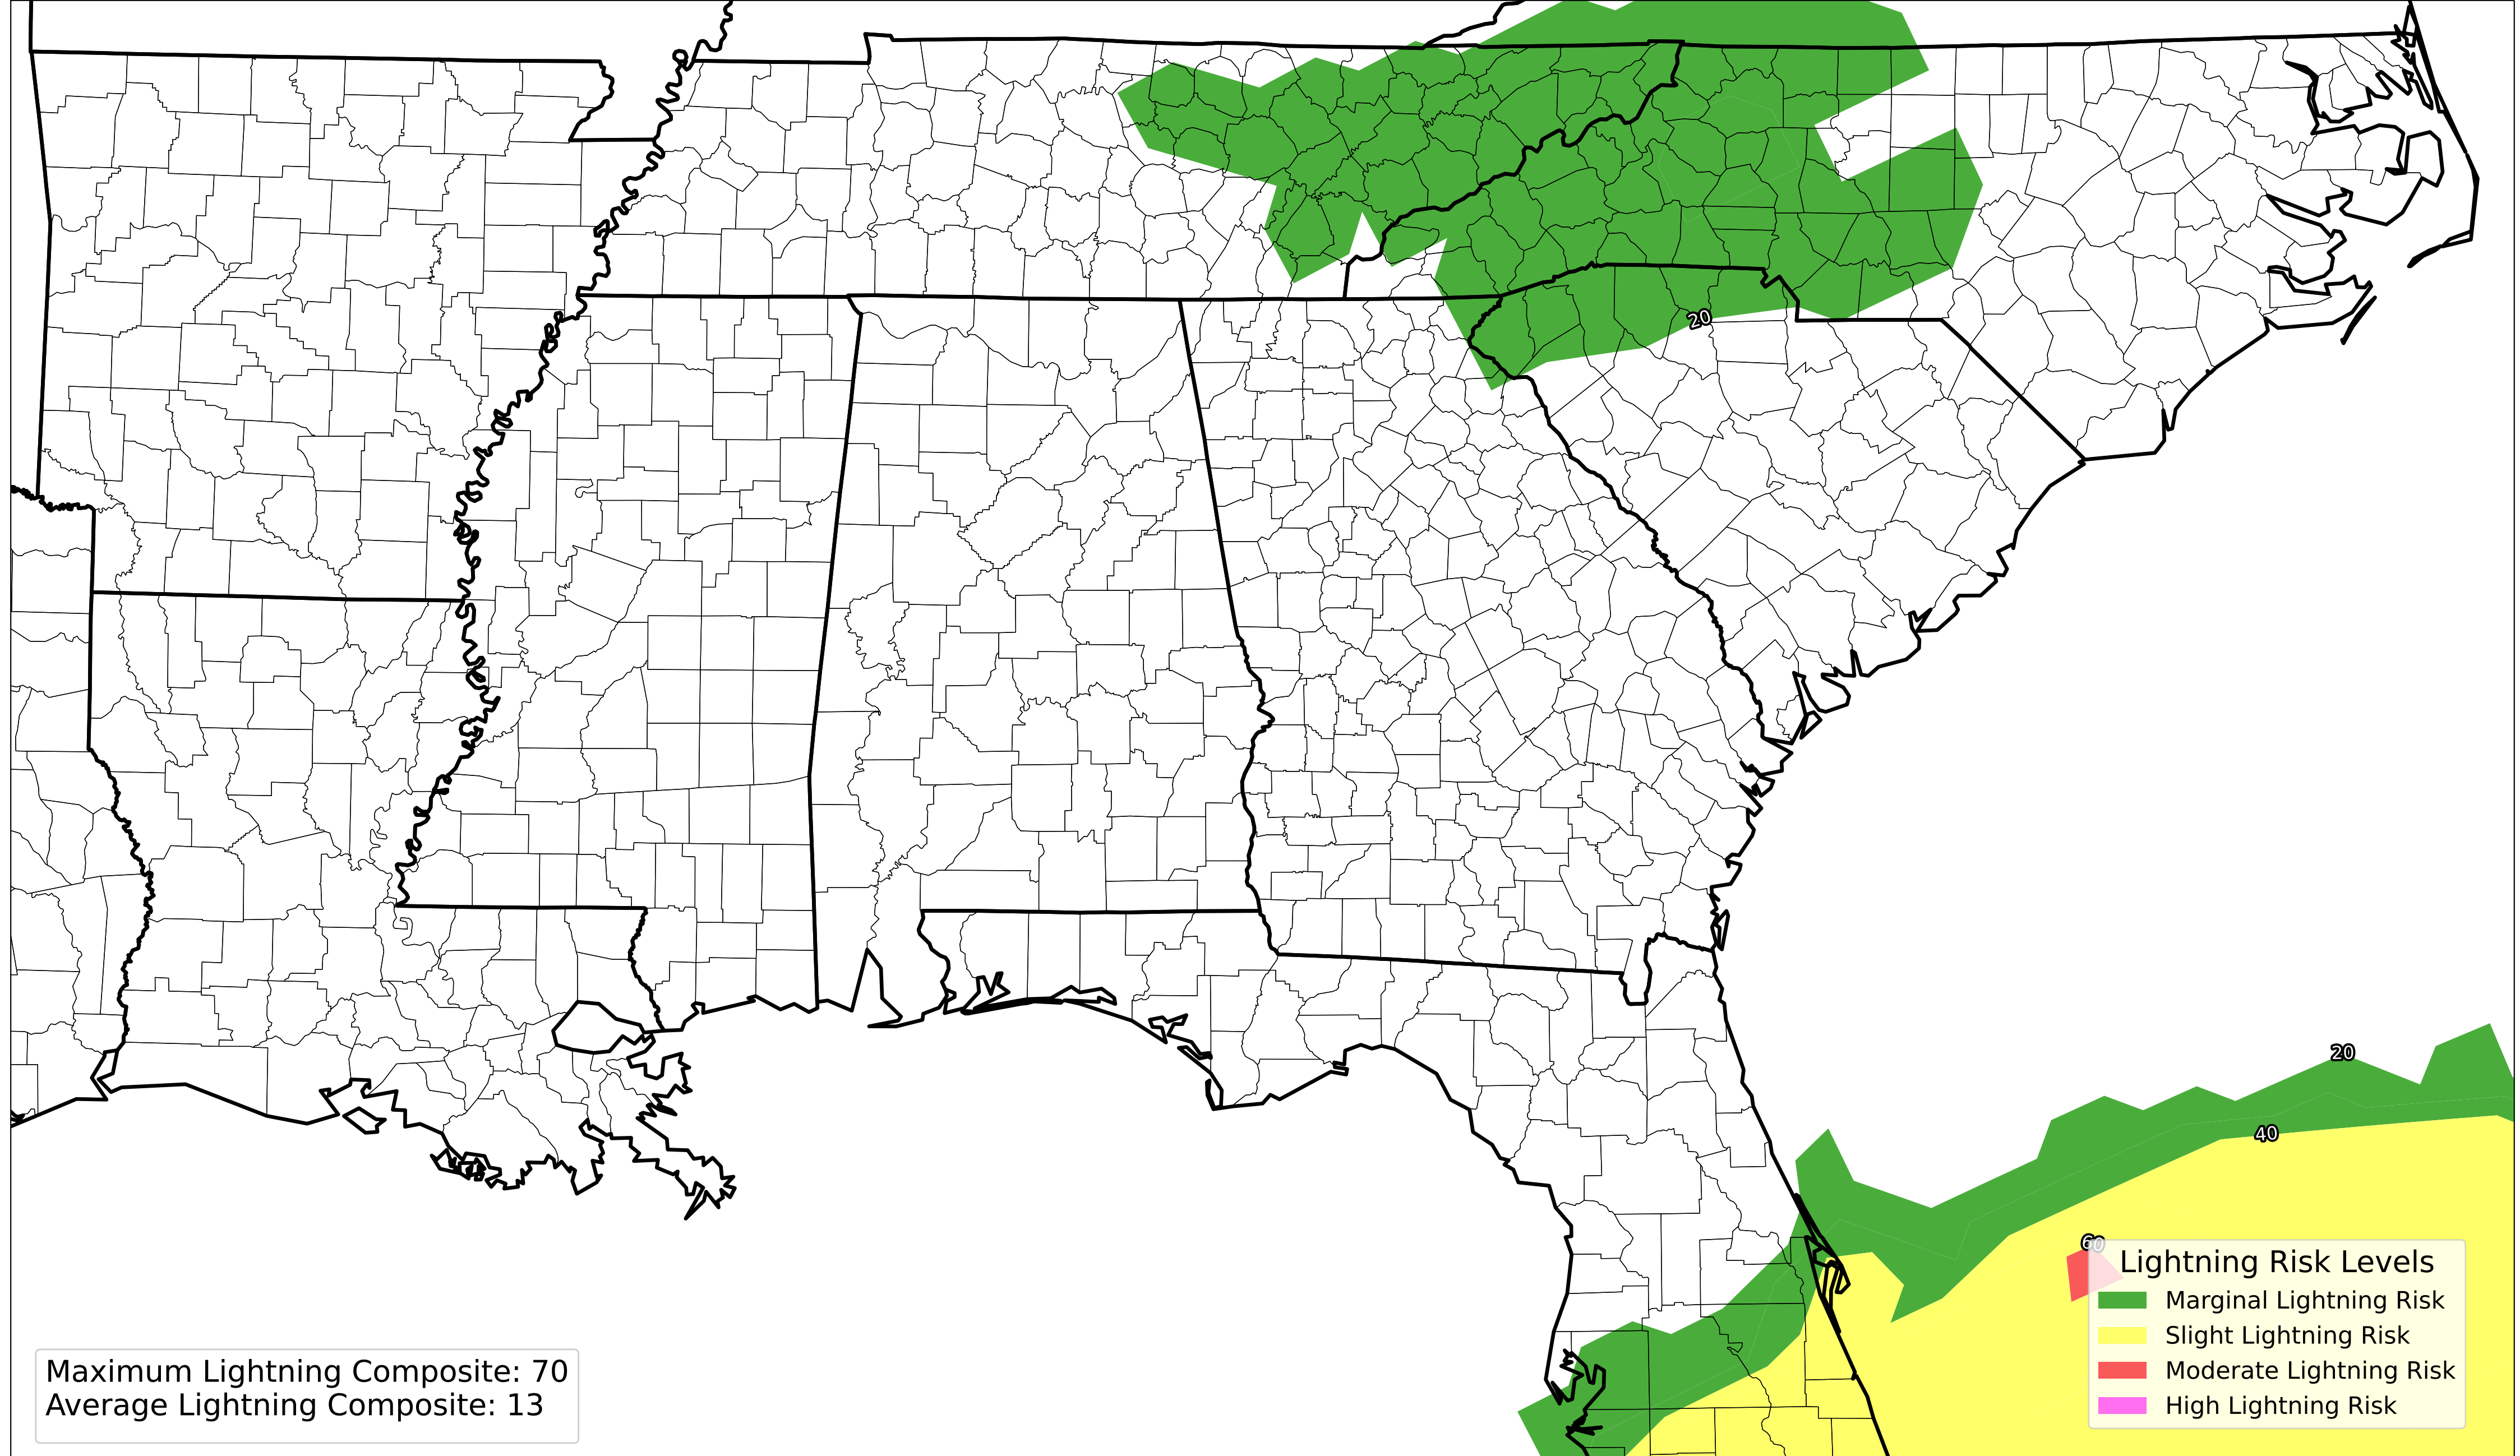 20
20
40
60
Lightning Risk Levels
Marginal Lightning Risk
Slight Lightning Risk
Moderate Lightning Risk
High Lightning Risk
Maximum Lightning Composite: 70
Average Lightning Composite: 13